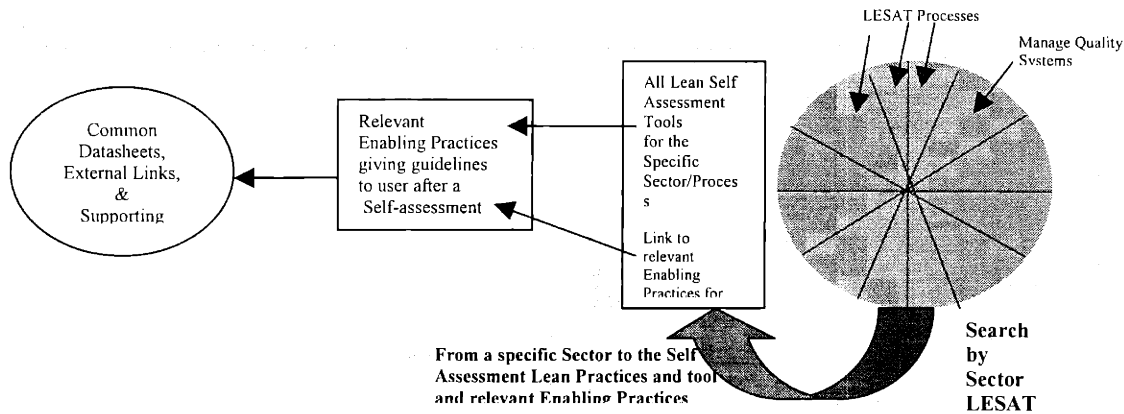 LESAT Processes
Manage Quality
Systems
All Lean Self
Assessment
Tools
for the
Specific
Sector/Proces
s
Link to
relevant
Enabling
Practices for
Relevant
Enabling Practices
giving guidelines
to user after a
Self-assessment
Common
Datasheets,
External Links,
&
Supporting
From a specific Sector to the Self
Assessment Lean Practices and tool
and relevant Enabling Practices
Search
by
Sector
LESAT